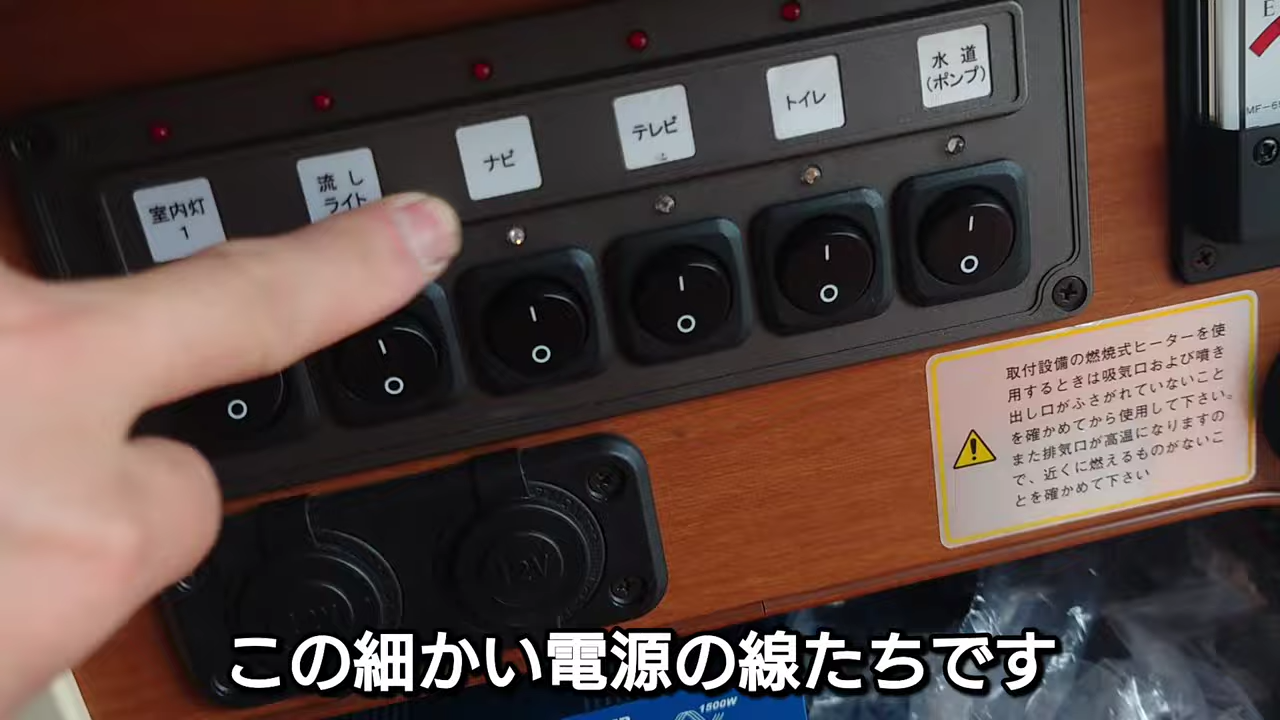 水 道
(ポンプ)
トイレ
テレビ
ナビ
流 し
ライト
室内灯
1
E
MF-6
取付設備の燃焼式ヒーターを使
用するときは吸気口および噴き
出し口がふさがれていないこと
を確かめてから使用して下さい。
また排気口が高温になりますの
で、近くに燃えるものがないこ
とを確かめて下さい
12V
この細かい電源の線たちです
1500W